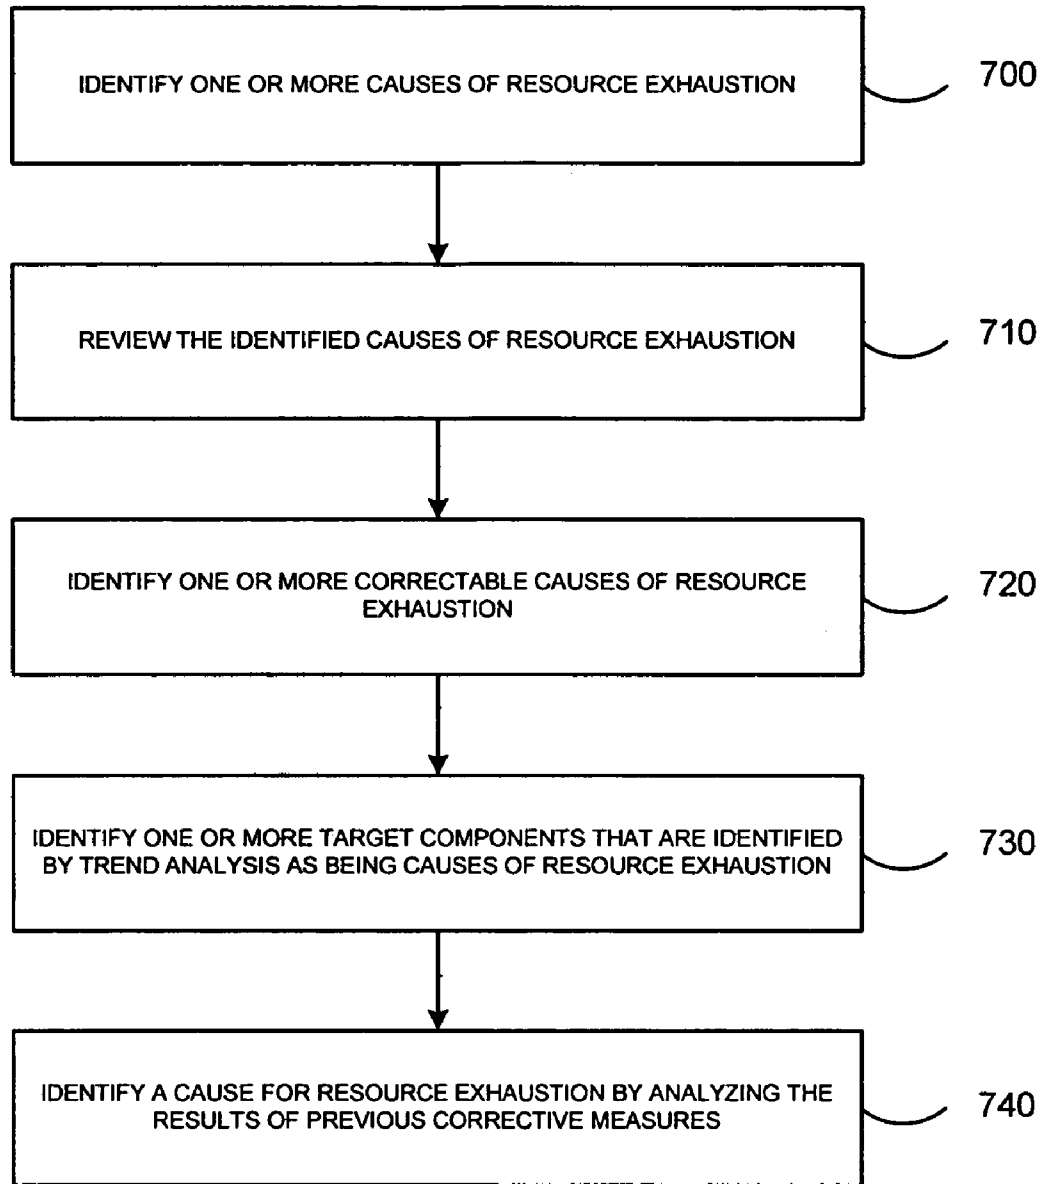 IDENTIFY ONE OR MORE CAUSES OF RESOURCE EXHAUSTION
700
REVIEW THE IDENTIFIED CAUSES OF RESOURCE EXHAUSTION
710
IDENTIFY ONE OR MORE CORRECTABLE CAUSES OF RESOURCE
EXHAUSTION
720
IDENTIFY ONE OR MORE TARGET COMPONENTS THAT ARE IDENTIFIED
BY TREND ANALYSIS AS BEING CAUSES OF RESOURCE EXHAUSTION
730
IDENTIFY A CAUSE FOR RESOURCE EXHAUSTION BY ANALYZING THE
RESULTS OF PREVIOUS CORRECTIVE MEASURES
740